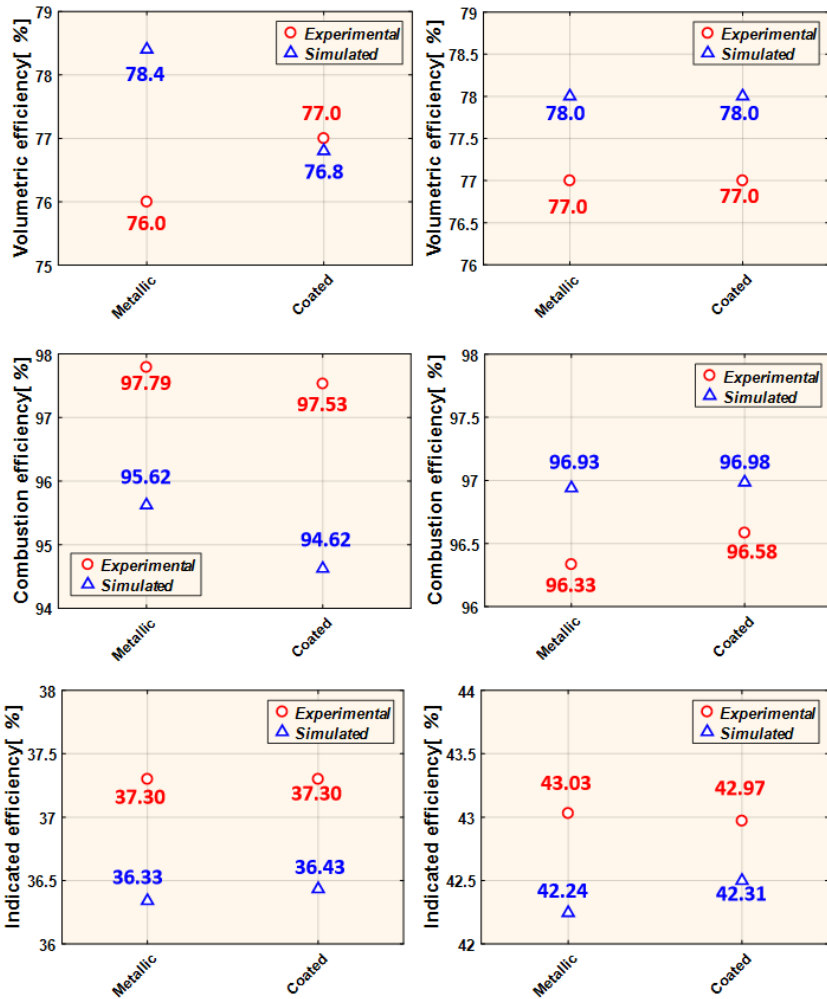 Volumetric efficiency[ %]
79
78
77
76
75
Experimental
Simulated
78.4
77.0
76.8
76.0
Metallic
Coated
Volumetric efficiency[ %]
79
78.5
78
77.5
77
76.5
76
Experimental
Simulated
78.0
78.0
77.0
77.0
Metallic
Coated
Combustion efficiency[ %]
98
97
96
95
94
97.79
97.53
95.62
94.62
Experimental
Simulated
Metallic
Coated
Combustion efficiency[ %]
98
97.5
97
96.5
96
Experimental
Simulated
96.93
96.98
96.33
96.58
Metallic
Coated
Indicated efficiency[ %]
38
37.5
37
36.5
36
Experimental
Simulated
37.30
37.30
36.33
36.43
Metallic
Coated
Indicated efficiency[ %]
44
43.5
43
42.5
42
Experimental
Simulated
43.03
42.97
42.24
42.31
Metallic
Coated